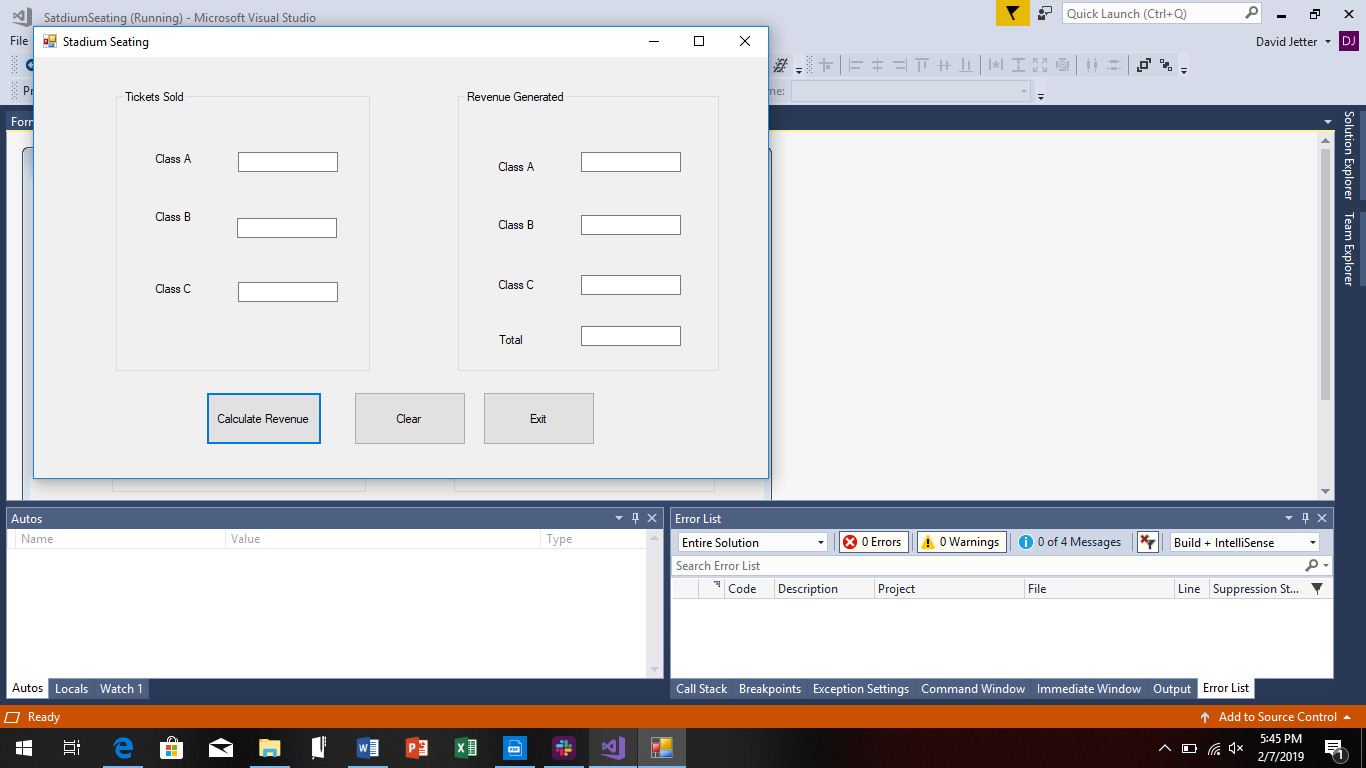 SatdiumSeating (Running) - Microsoft Visual Studio
Quick Launch (Ctrl+Q)
File
David Jetter
DJ
Stadium Seating
Tickets Sold
Class A
Class B
Class C
Revenue Generated
Class A
Class B
Class C
Total
Calculate Revenue
Clear
Exit
Solution Explorer
Team Explorer
Autos
Name
Value
Type
Autos
Locals
Watch 1
Error List
Entire Solution
0 Errors
0 Warnings
0 of 4 Messages
Build + IntelliSense
Search Error List
Code
Description
Project
File
Line
Suppression St...
Call Stack
Breakpoints
Exception Settings
Command Window
Immediate Window
Output
Error List
Ready
Add to Source Control
5:45 PM
2/7/2019
1